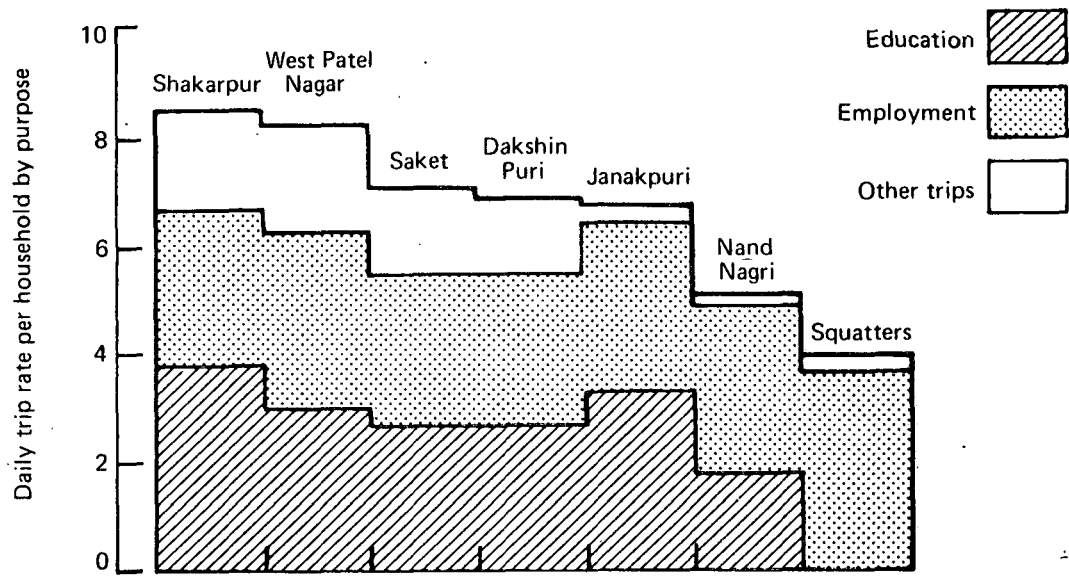 Daily trip rate per household by purpose
10
8
6
4
2
0
Shakarpur
West Patel
Nagar
Saket
Dakshin
Puri
Janakpuri
Nand
Nagri
Squatters
Education
Employment
Other trips